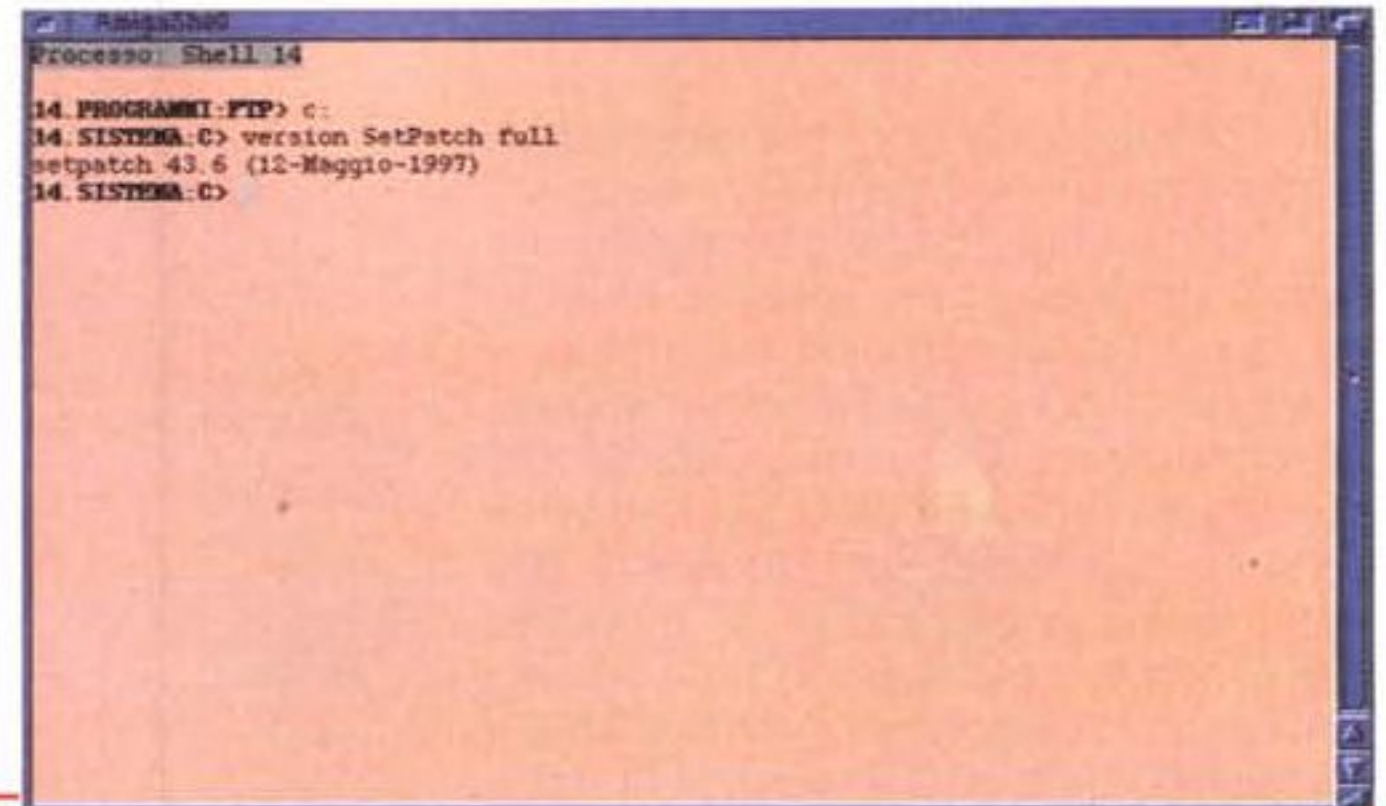 AmigaShell
Processo: Shell 14
14.PROGRAMMI:FTP> c:
14.SISTEMA:C> version SetPatch full
setpatch 43.6 (12-Maggio-1997)
14.SISTEMA:C>